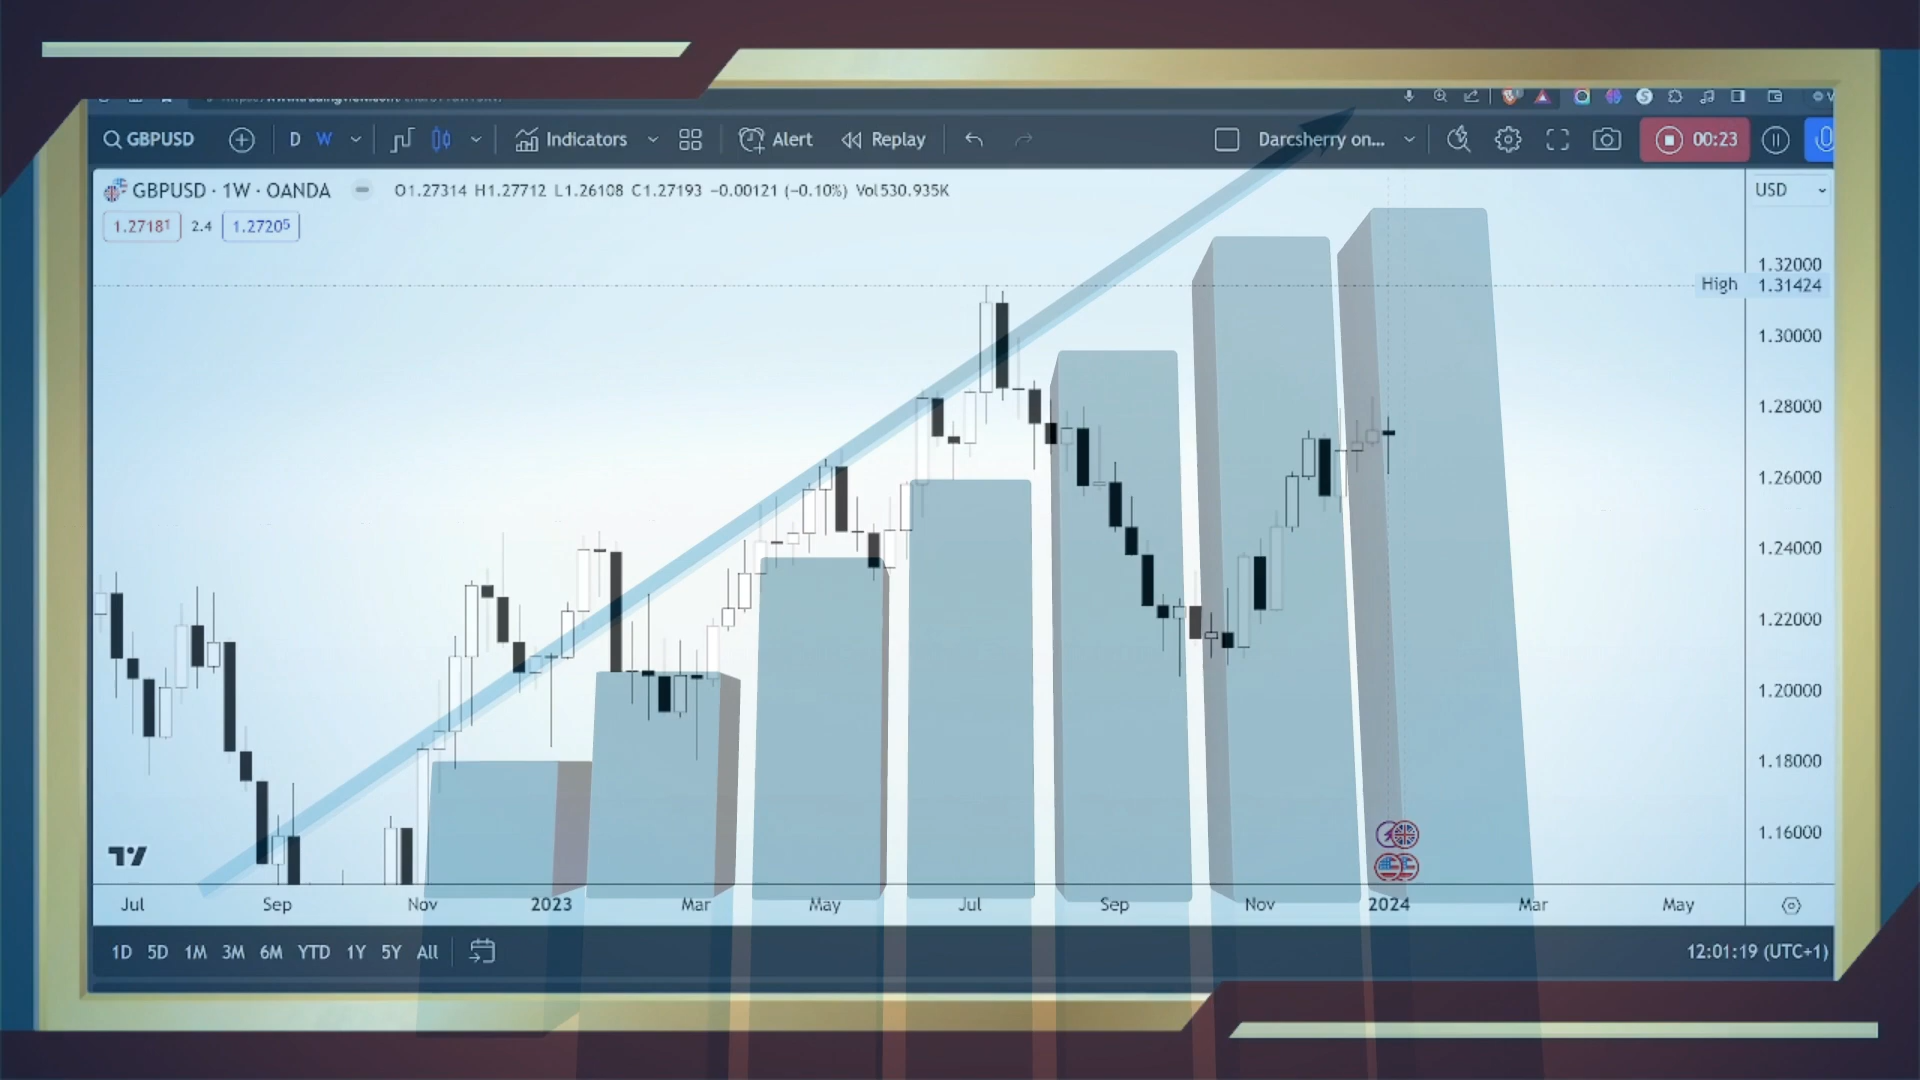 GBPUSD D W Indicators Alert Replay Darcsherry on... 00:23
GBPUSD · 1W · OANDA O1.27314 H1.27712 L1.26108 C1.27193 −0.00121 (−0.10%) Vol530.935K USD
1.27181 2.4 1.27205
1.32000
High 1.31424
1.30000
1.28000
1.26000
1.24000
1.22000
1.20000
1.18000
1.16000
Jul Sep Nov 2023 Mar May Jul Sep Nov 2024 Mar May
1D 5D 1M 3M 6M YTD 1Y 5Y All 12:01:19 (UTC+1)